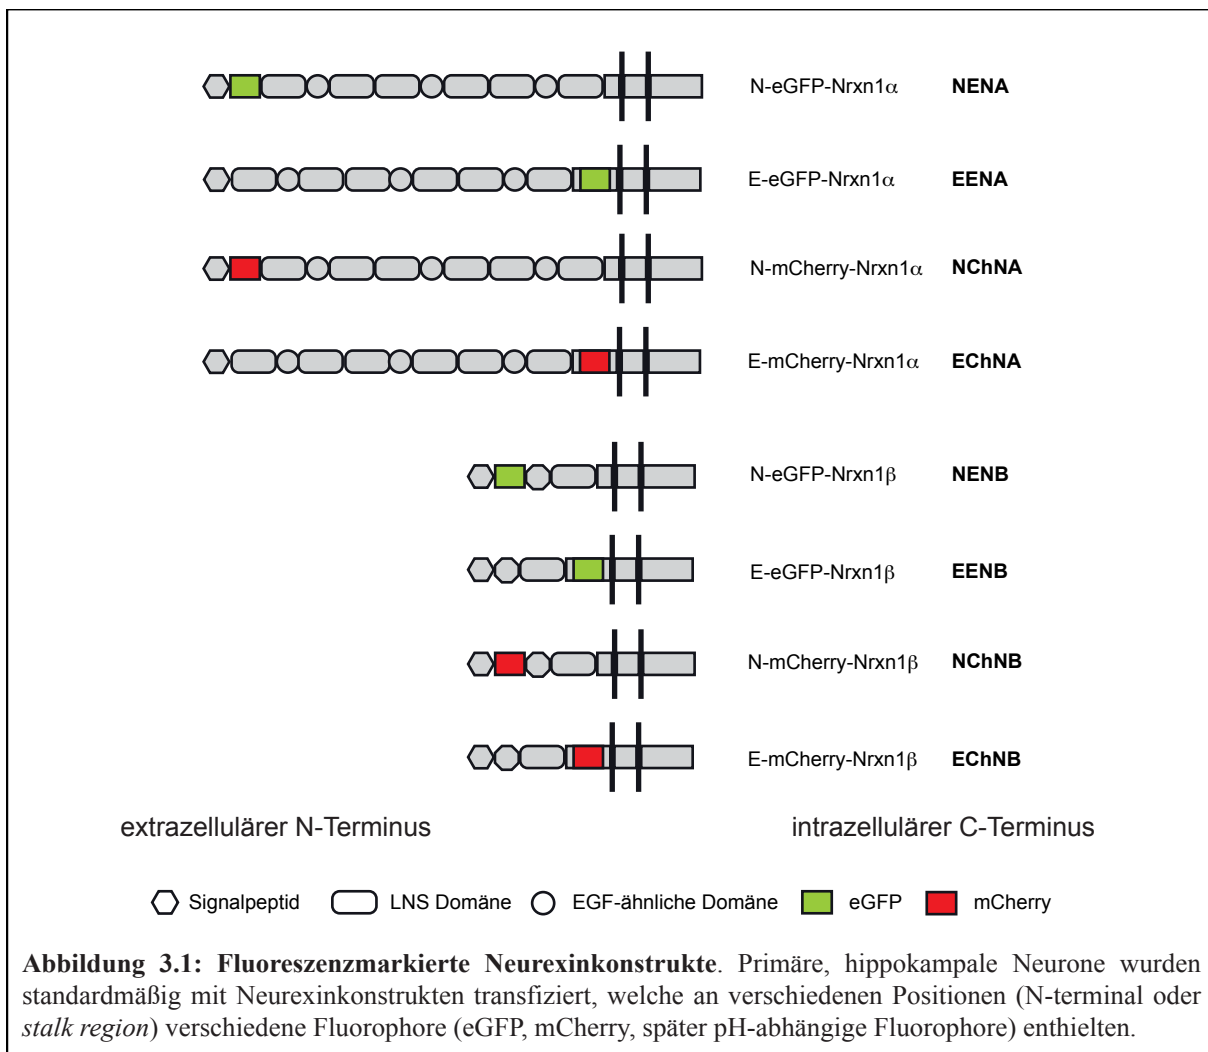 N-eGFP-Nrxn1α NENA
E-eGFP-Nrxn1α EENA
N-mCherry-Nrxn1α NChNA
E-mCherry-Nrxn1α EChNA
N-eGFP-Nrxn1β NENB
E-eGFP-Nrxn1β EENB
N-mCherry-Nrxn1β NChNB
E-mCherry-Nrxn1β EChNB
extrazellulärer N-Terminus intrazellulärer C-Terminus
Signalpeptid LNS Domäne EGF-ähnliche Domäne eGFP mCherry
Abbildung 3.1: Fluoreszenzmarkierte Neurexinkonstrukte. Primäre, hippokampale Neurone wurden
standardmäßig mit Neurexinkonstrukten transfiziert, welche an verschiedenen Positionen (N-terminal oder
stalk region) verschiedene Fluorophore (eGFP, mCherry, später pH-abhängige Fluorophore) enthielten.